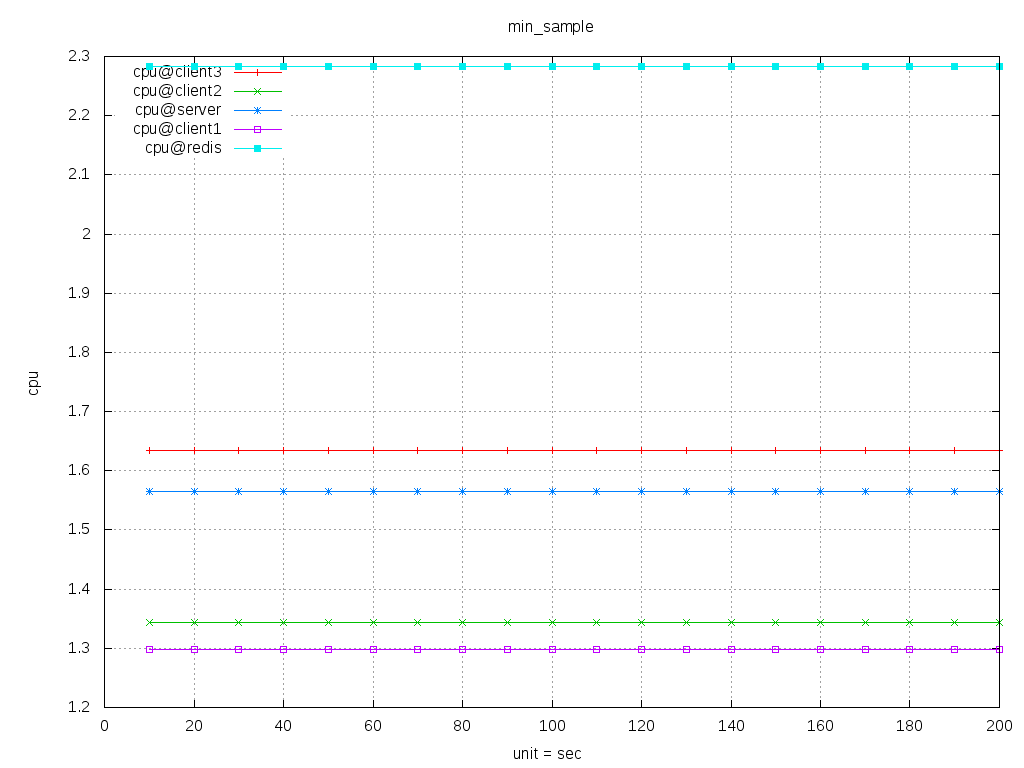 min_sample
2.3
2.2
2.1
2
1.9
1.8
1.7
1.6
1.5
1.4
1.3
1.2
cpu
cpu@client3
cpu@client2
cpu@server
cpu@client1
cpu@redis
0 20 40 60 80 100 120 140 160 180 200
unit = sec